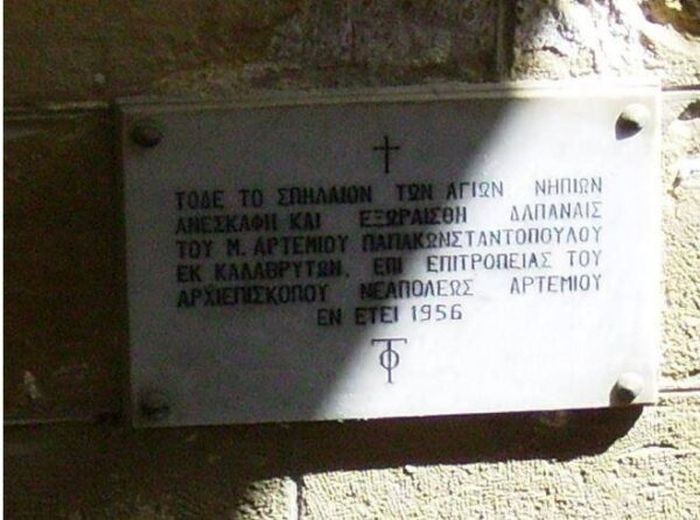 ΤΟΔΕ ΤΟ ΣΠΗΛΑΙΟΝ ΤΩΝ ΑΓΙΩΝ ΝΗΠΙΩΝ
ΑΝΕΣΚΑΦΗ ΚΑΙ ΕΞΩΡΑΙΣΘΗ ΔΑΠΑΝΑΙΣ
ΤΟΥ Μ. ΑΡΤΕΜΙΟΥ ΠΑΠΑΚΩΝΣΤΑΝΤΟΠΟΥΛΟΥ
ΕΚ ΚΑΛΑΒΡΥΤΩΝ, ΕΠΙ ΕΠΙΤΡΟΠΕΙΑΣ ΤΟΥ
ΑΡΧΙΕΠΙΣΚΟΠΟΥ ΝΕΑΠΟΛΕΩΣ ΑΡΤΕΜΙΟΥ
ΕΝ ΕΤΕΙ 1956